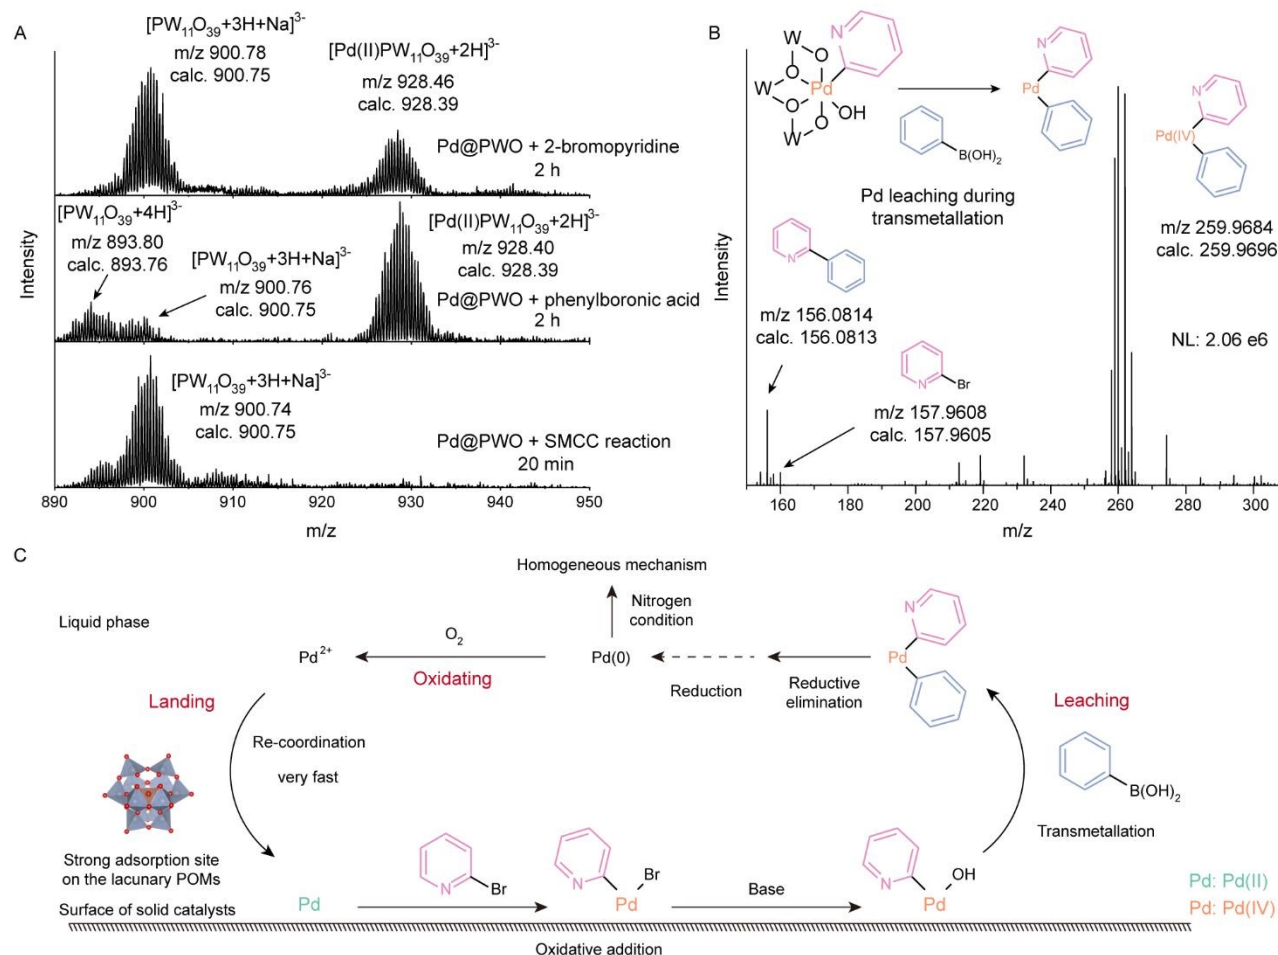 A
[PW₁₁O₃₉+3H+Na]³⁻
m/z 900.78
calc. 900.75
[Pd(II)PW₁₁O₃₉+2H]³⁻
m/z 928.46
calc. 928.39
Pd@PWO + 2-bromopyridine
2 h
[PW₁₁O₃₉+4H]³⁻
m/z 893.80
calc. 893.76
[PW₁₁O₃₉+3H+Na]³⁻
m/z 900.76
calc. 900.75
[Pd(II)PW₁₁O₃₉+2H]³⁻
m/z 928.40
calc. 928.39
Pd@PWO + phenylboronic acid
2 h
[PW₁₁O₃₉+3H+Na]³⁻
m/z 900.74
calc. 900.75
Pd@PWO + SMCC reaction
20 min
Intensity
890 900 910 920 930 940 950
m/z
B
W
O
N
W
O
Pd
O
OH
W
O
B(OH)₂
N
Pd
Pd leaching during
transmetallation
N
Pd(IV)
m/z 259.9684
calc. 259.9696
N
m/z 156.0814
calc. 156.0813
NL: 2.06 e6
N
Br
m/z 157.9608
calc. 157.9605
Intensity
160 180 200 220 240 260 280 300
m/z
C
Homogeneous mechanism
Nitrogen
condition
Liquid phase
Pd²⁺
O₂
Oxidating
Pd(0)
Reduction
Reductive
elimination
N
Pd
Landing
Re-coordination
very fast
Leaching
B(OH)₂
Transmetallation
Strong adsorption site
on the lacunary POMs
Surface of solid catalysts
Pd
N
Br
N
Br
Pd
Base
N
OH
Pd
Pd: Pd(II)
Pd: Pd(IV)
Oxidative addition